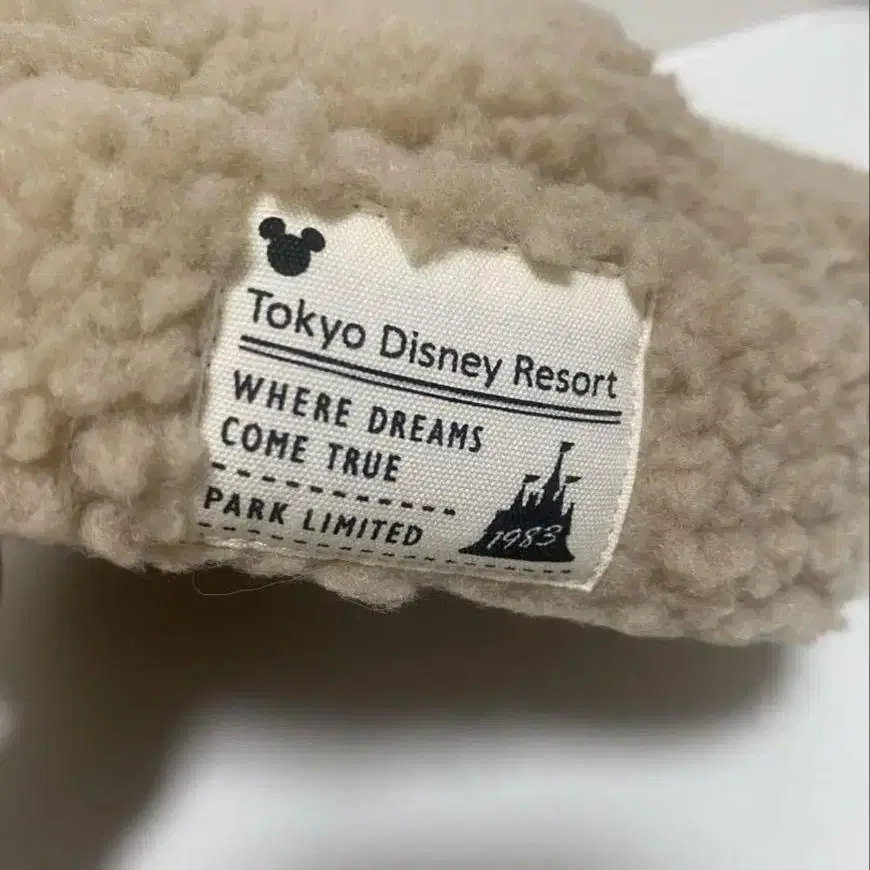 Tokyo Disney Resort
WHERE DREAMS
COME TRUE
PARK LIMITED
1983